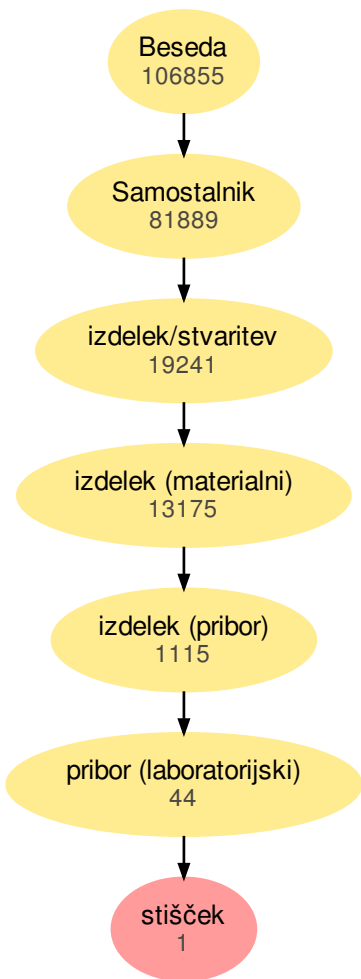 Beseda
106855
Samostalnik
81889
izdelek/stvaritev
19241
izdelek (materialni)
13175
izdelek (pribor)
1115
pribor (laboratorijski)
44
stišček
1